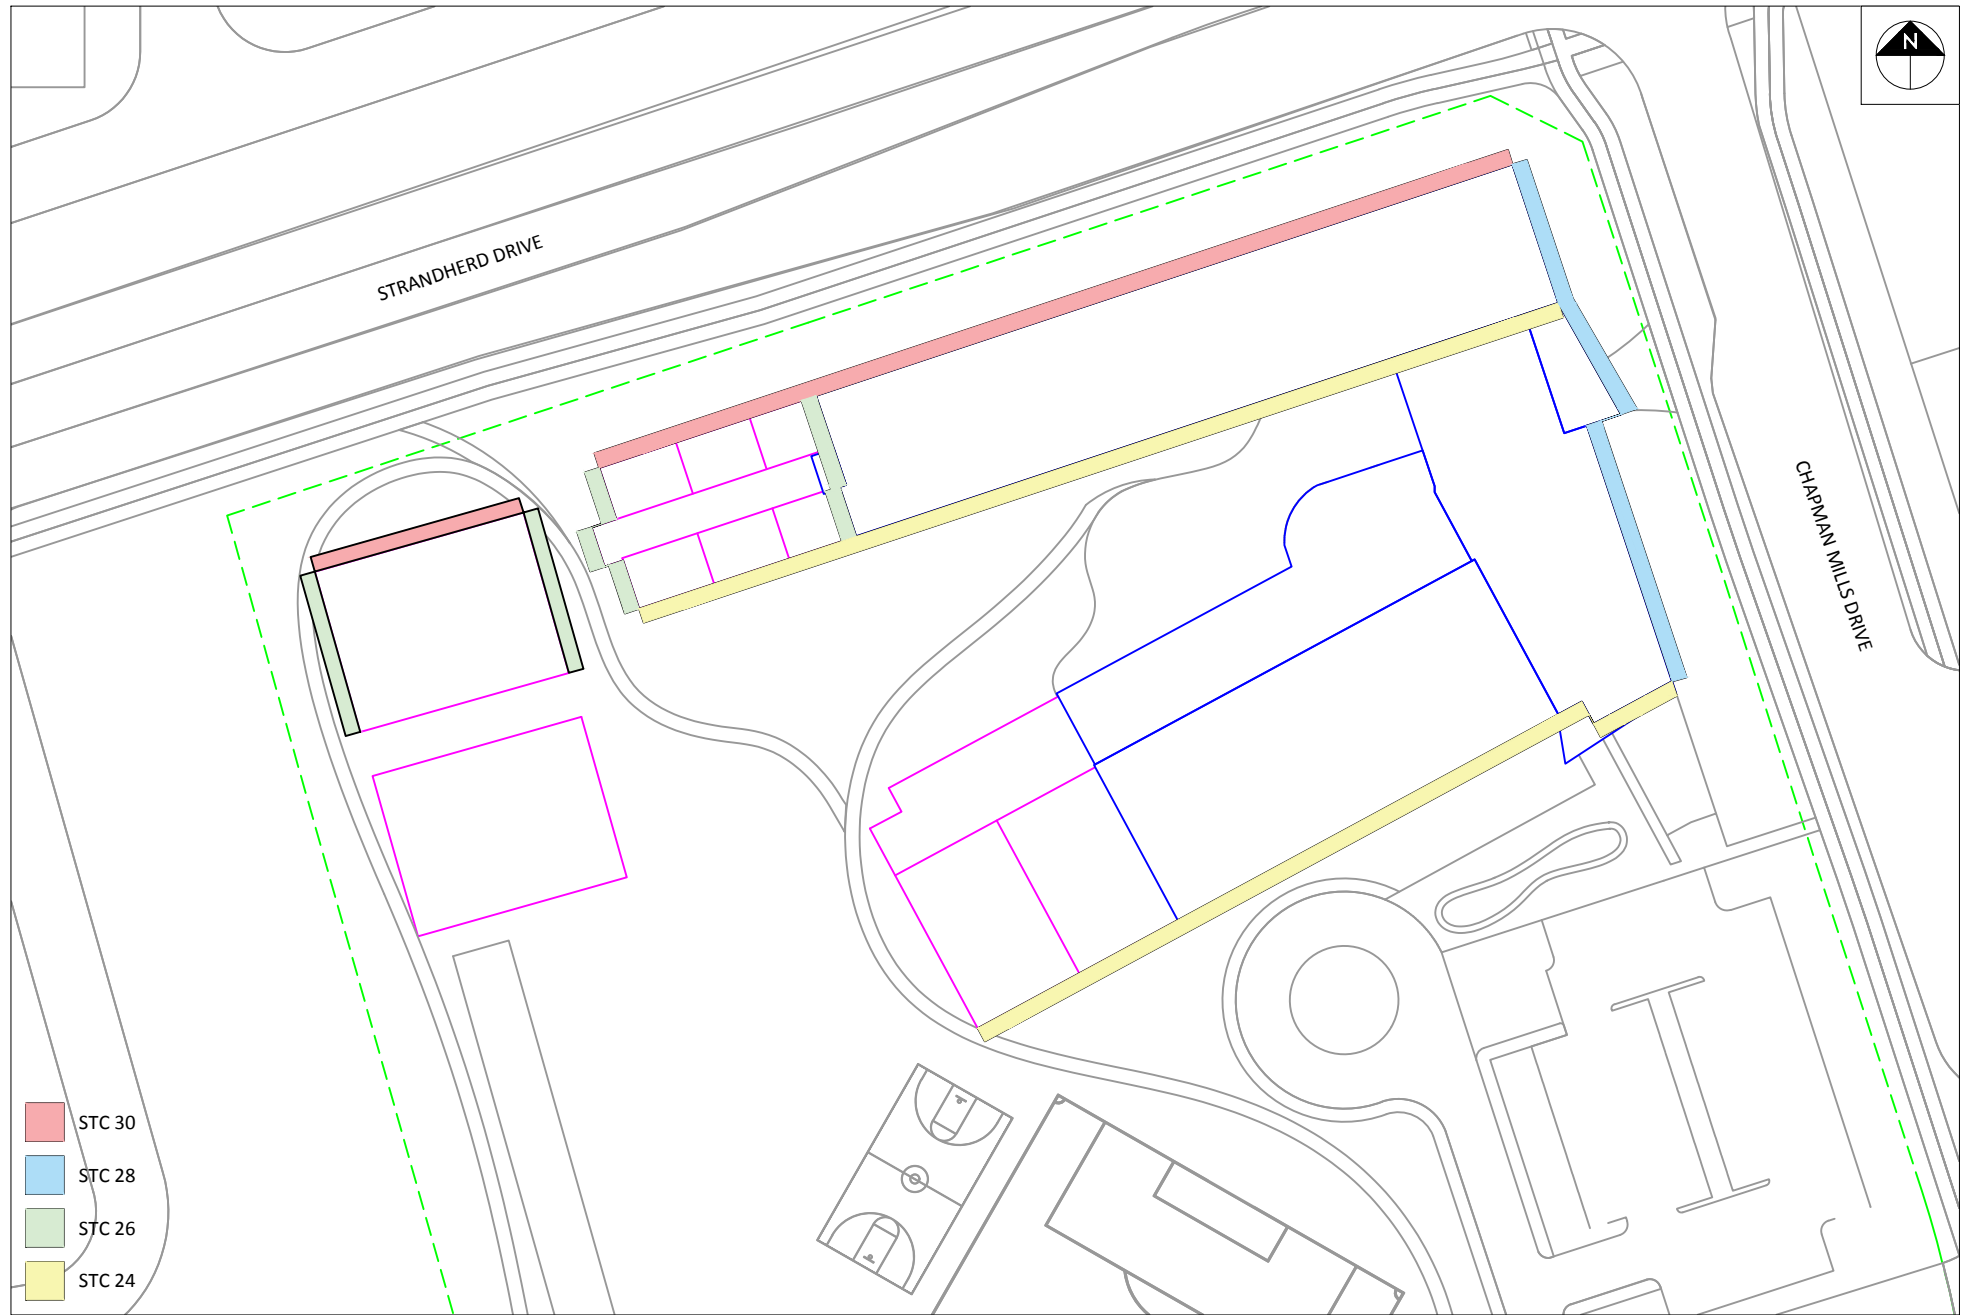 N
STRANDHERD DRIVE
CHAPMAN MILLS DRIVE
STC 30
STC 28
STC 26
STC 24